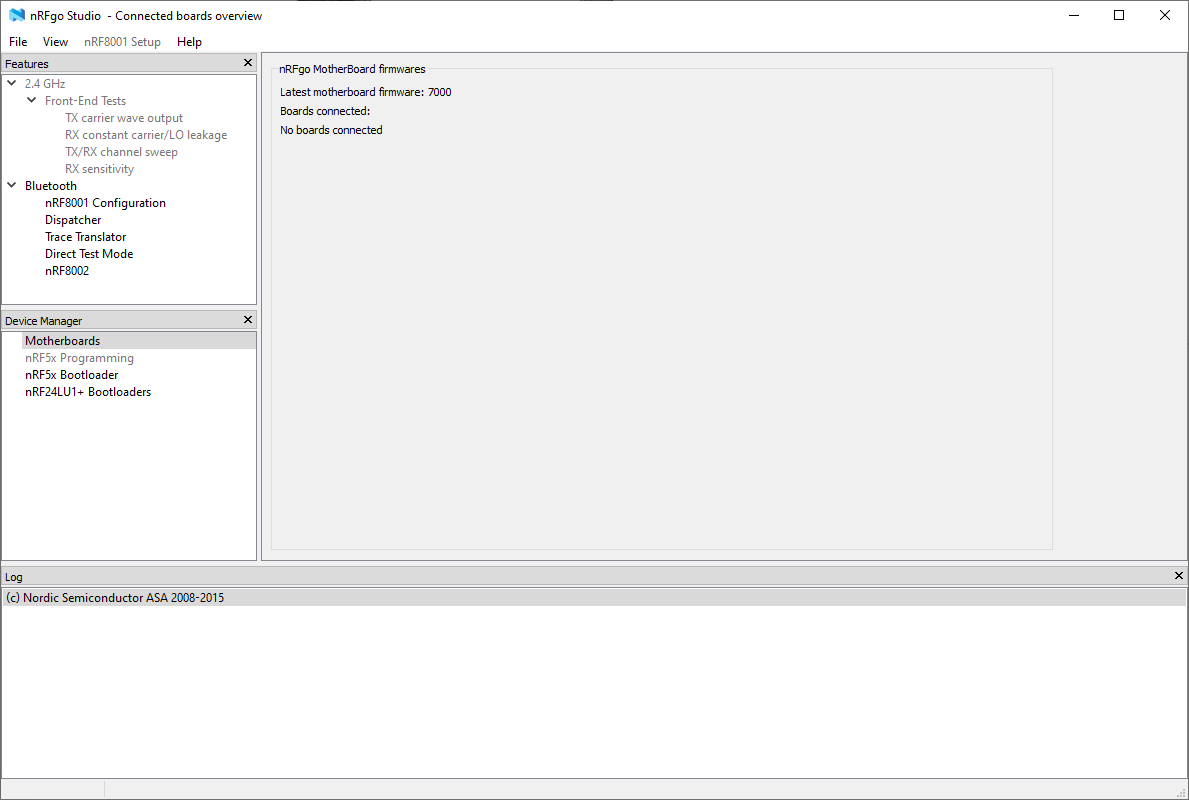 nRFgo Studio - Connected boards overview
File View nRF8001 Setup Help
Features
2.4 GHz
Front-End Tests
TX carrier wave output
RX constant carrier/LO leakage
TX/RX channel sweep
RX sensitivity
Bluetooth
nRF8001 Configuration
Dispatcher
Trace Translator
Direct Test Mode
nRF8002
Device Manager
Motherboards
nRF5x Programming
nRF5x Bootloader
nRF24LU1+ Bootloaders
nRFgo MotherBoard firmwares
Latest motherboard firmware: 7000
Boards connected:
No boards connected
Log
(c) Nordic Semiconductor ASA 2008-2015